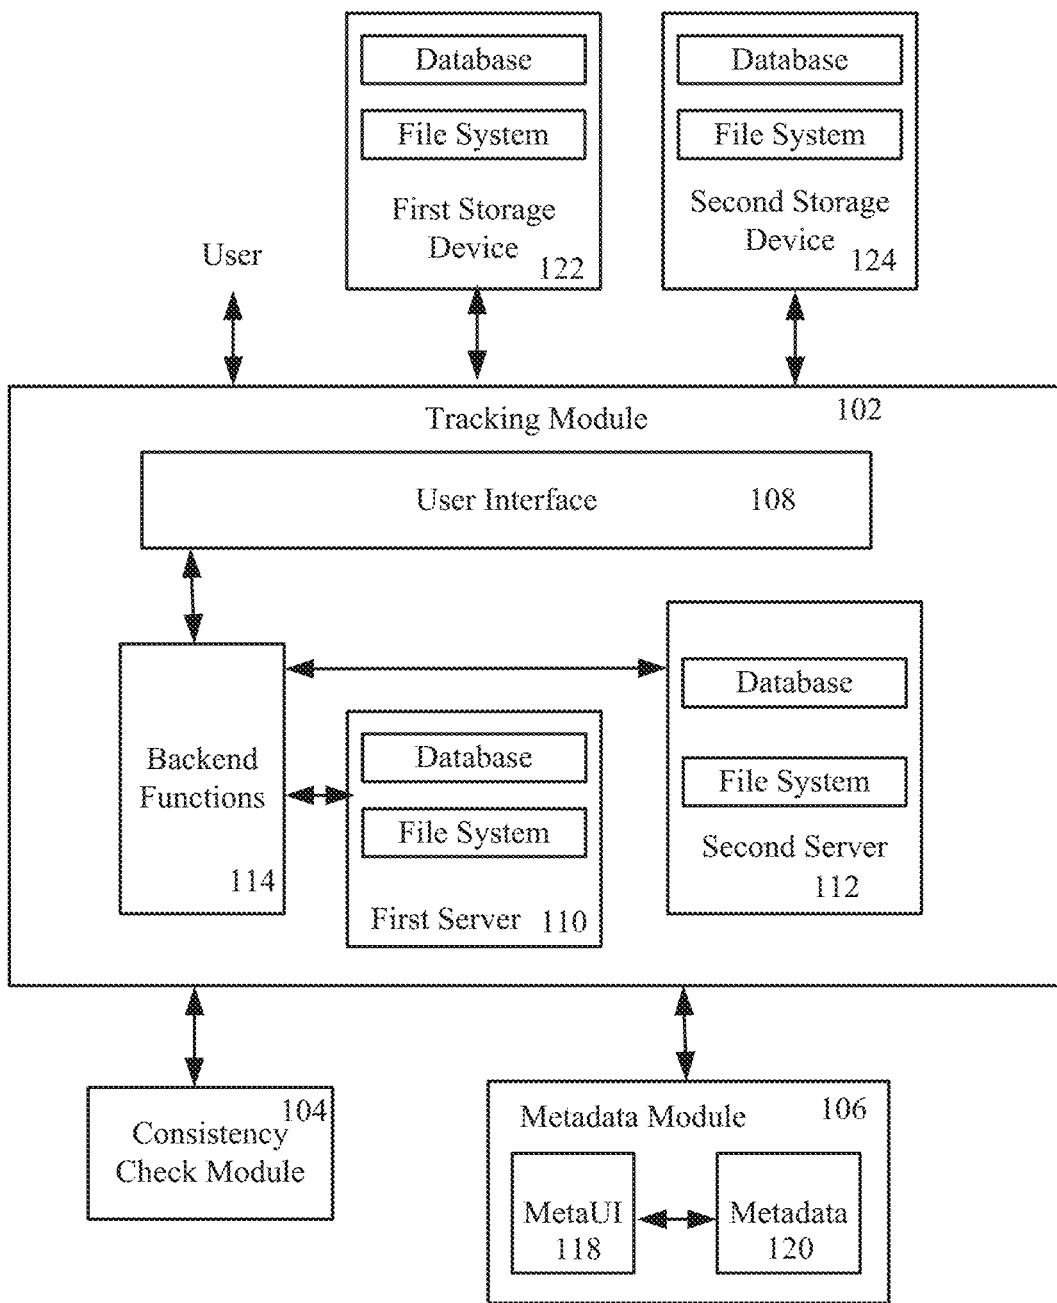 Database
File System
First Storage
Device
122
Database
File System
Second Storage
Device
124
User
Tracking Module
102
User Interface
108
Backend
Functions
114
Database
File System
First Server
110
Database
File System
Second Server
112
104
Consistency
Check Module
Metadata Module
106
MetaUI
118
Metadata
120